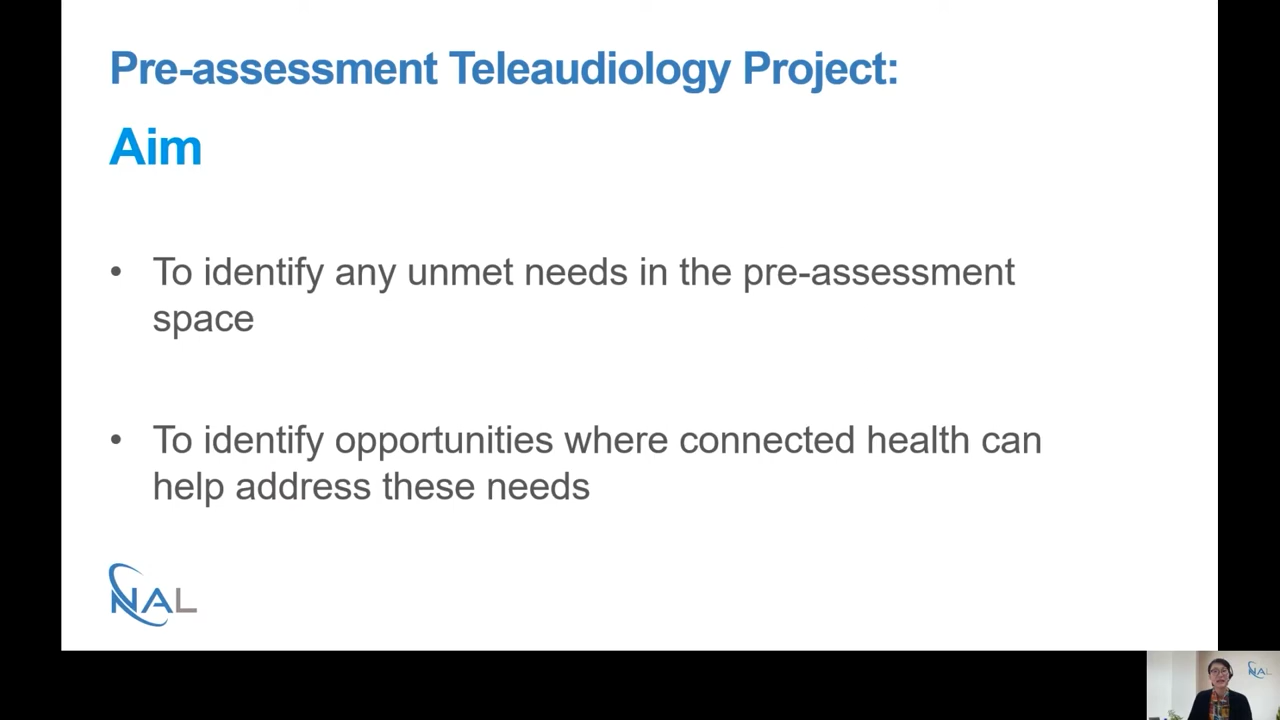 Pre-assessment Teleaudiology Project:
Aim
• To identify any unmet needs in the pre-assessment
space
• To identify opportunities where connected health can
help address these needs
NAL
NAL